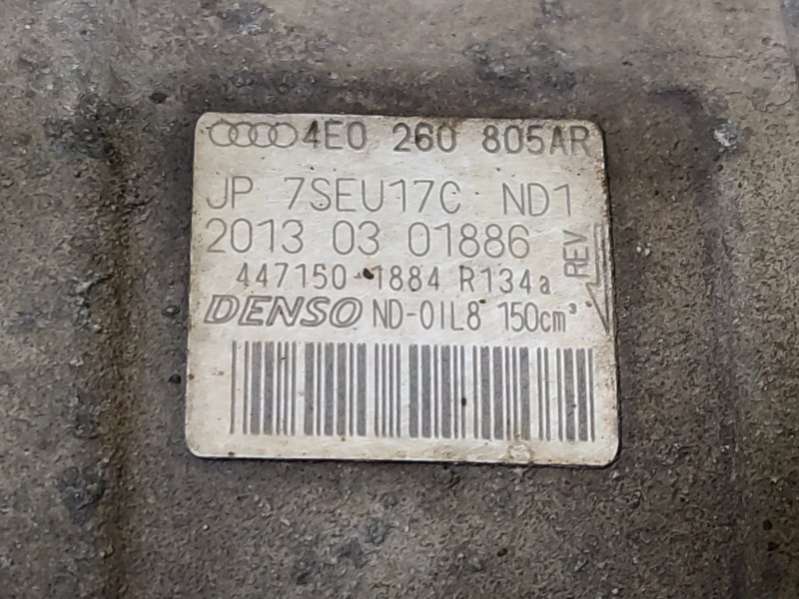 4E0 260 805AR
JP 7SEU17C ND1
2013 03 01886
REV
447150-1884 R134a
DENSO ND-OIL8 150cm³